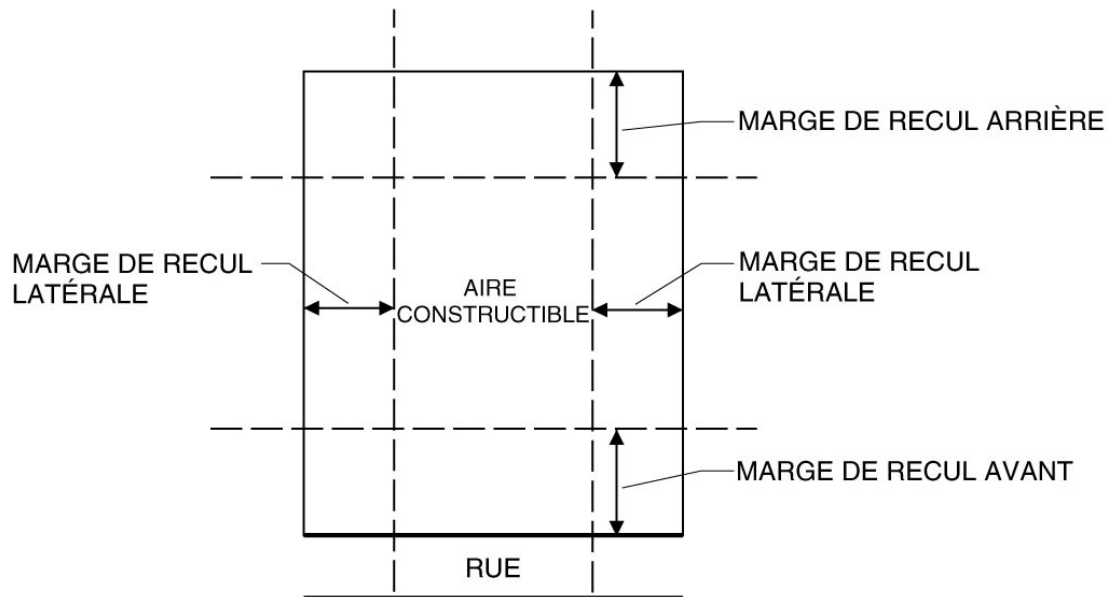 MARGE DE RECUL ARRIÈRE
MARGE DE RECUL
LATÉRALE
AIRE
CONSTRUCTIBLE
MARGE DE RECUL
LATÉRALE
MARGE DE RECUL AVANT
RUE